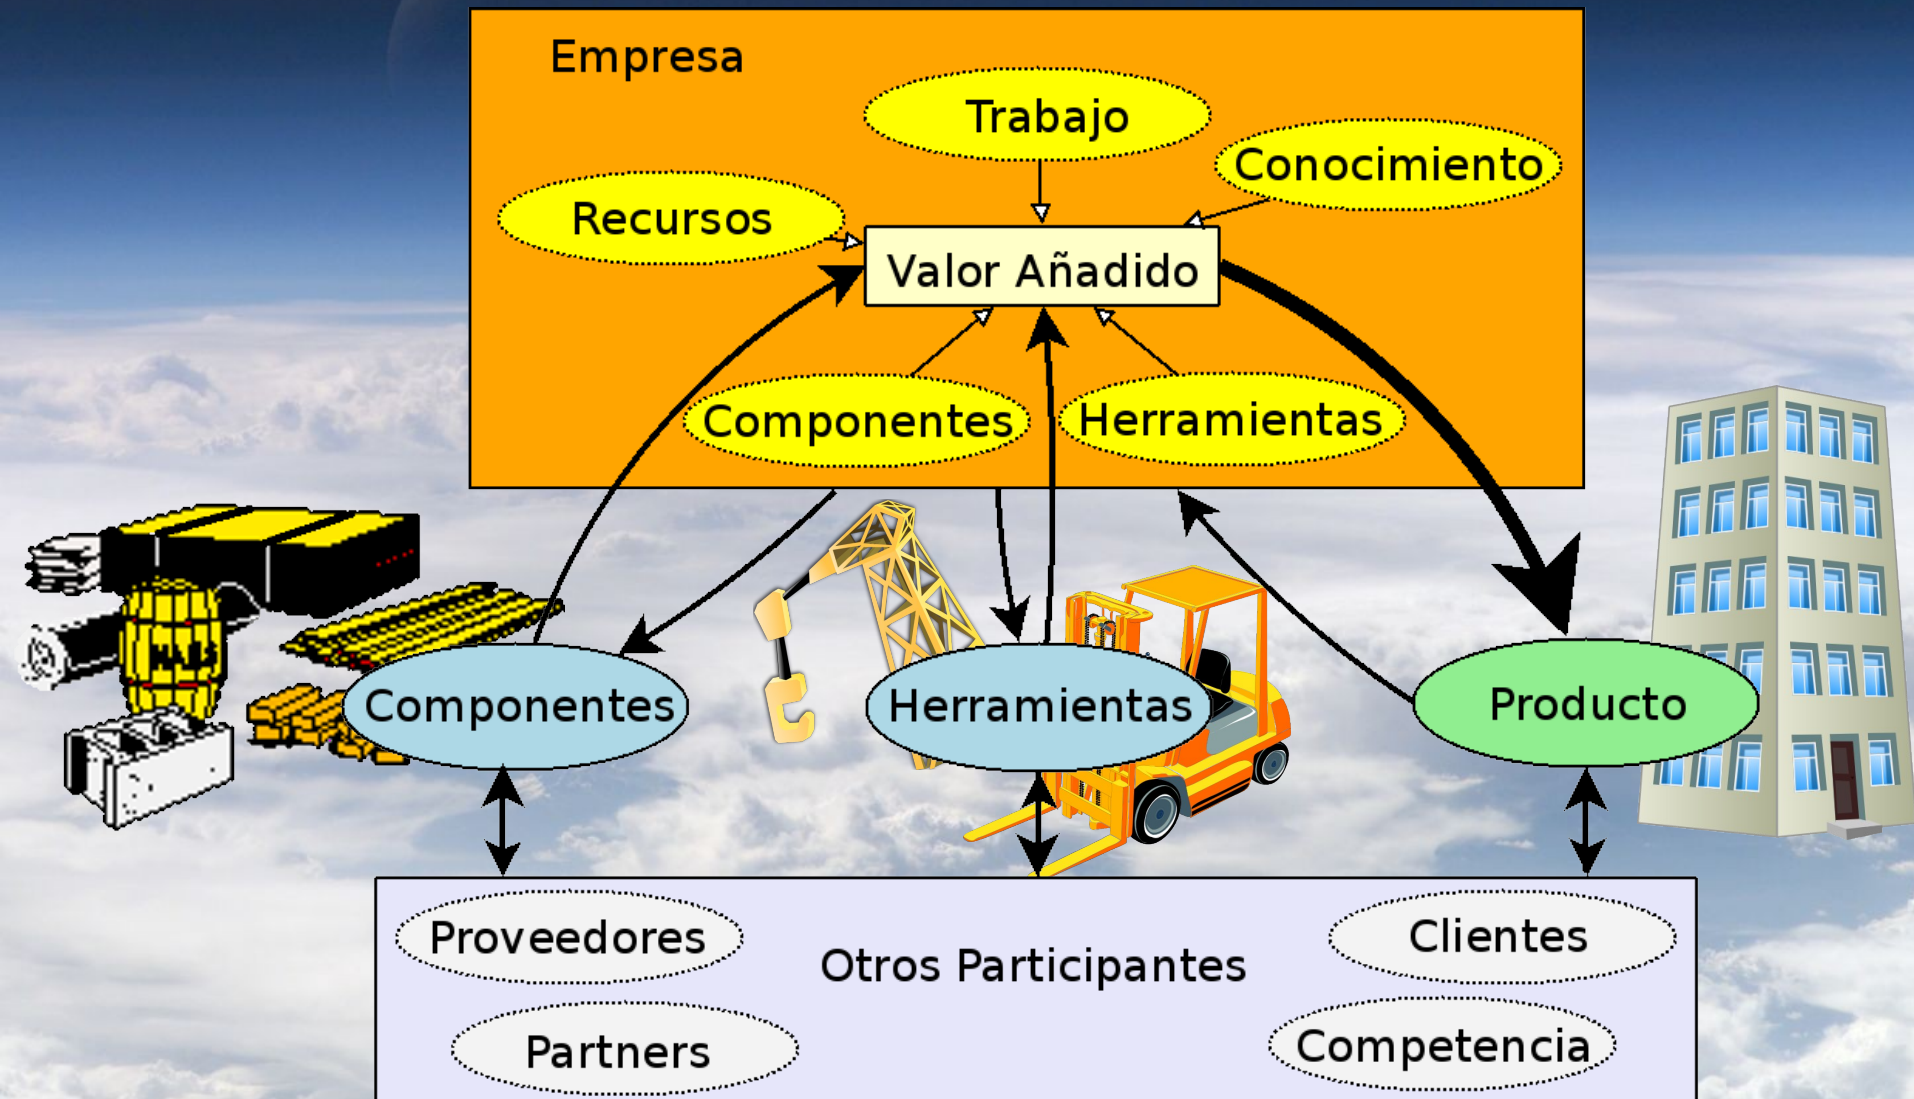 Empresa
Trabajo
Conocimiento
Recursos
Valor Añadido
Componentes
Herramientas
Componentes
Herramientas
Producto
Proveedores
Clientes
Otros Participantes
Partners
Competencia